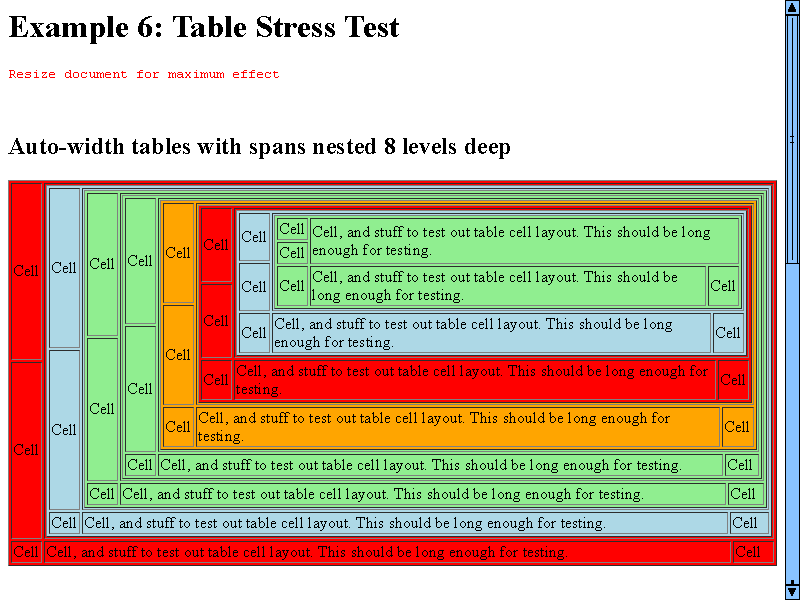 Example 6: Table Stress Test
Resize document for maximum effect
Auto-width tables with spans nested 8 levels deep
Cell
Cell
Cell
Cell
Cell
Cell
Cell
Cell
Cell, and stuff to test out table cell layout. This should be long
enough for testing.
Cell
Cell
Cell
Cell, and stuff to test out table cell layout. This should be
long enough for testing.
Cell
Cell
Cell
Cell, and stuff to test out table cell layout. This should be long
enough for testing.
Cell
Cell
Cell
Cell, and stuff to test out table cell layout. This should be long enough for
testing.
Cell
Cell
Cell
Cell, and stuff to test out table cell layout. This should be long enough for
testing.
Cell
Cell
Cell
Cell, and stuff to test out table cell layout. This should be long enough for testing.
Cell
Cell
Cell
Cell, and stuff to test out table cell layout. This should be long enough for testing.
Cell
Cell
Cell
Cell, and stuff to test out table cell layout. This should be long enough for testing.
Cell
Cell
Cell
Cell, and stuff to test out table cell layout. This should be long enough for testing.
Cell